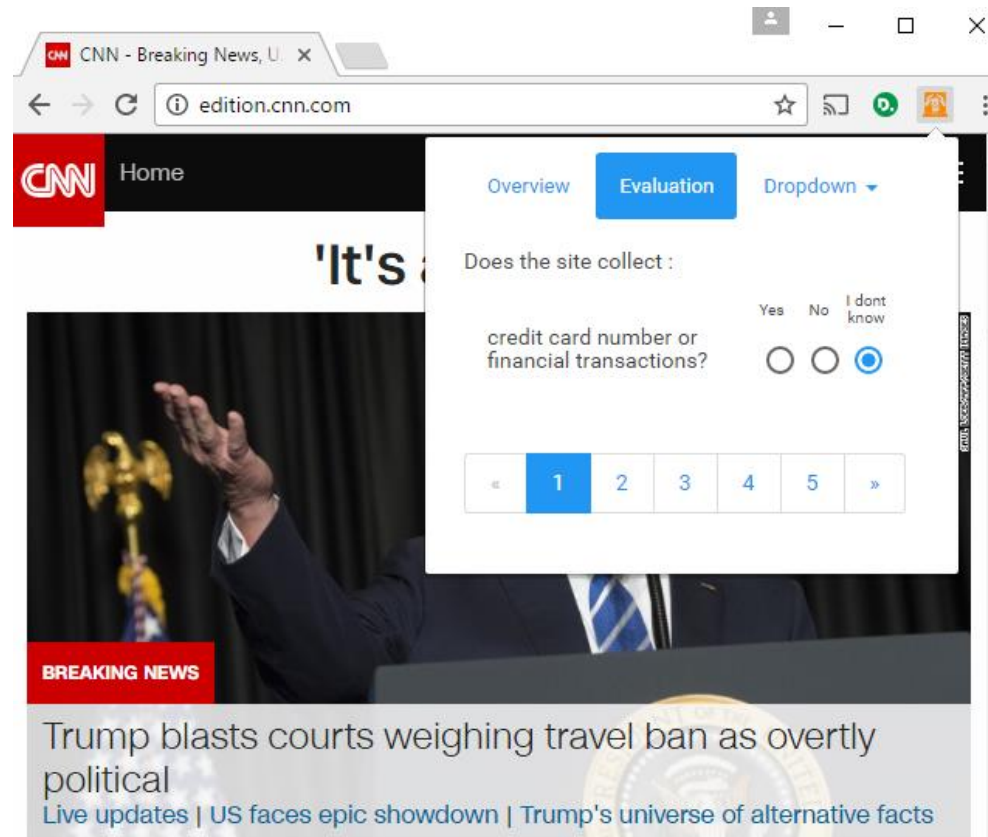 CNN - Breaking News, U
edition.cnn.com
CNN
Home
Overview
Evaluation
Dropdown
'It's
Does the site collect :
Yes
No
I dont
know
credit card number or
financial transactions?
«
1
2
3
4
5
»
BREAKING NEWS
Trump blasts courts weighing travel ban as overtly
political
Live updates | US faces epic showdown | Trump's universe of alternative facts